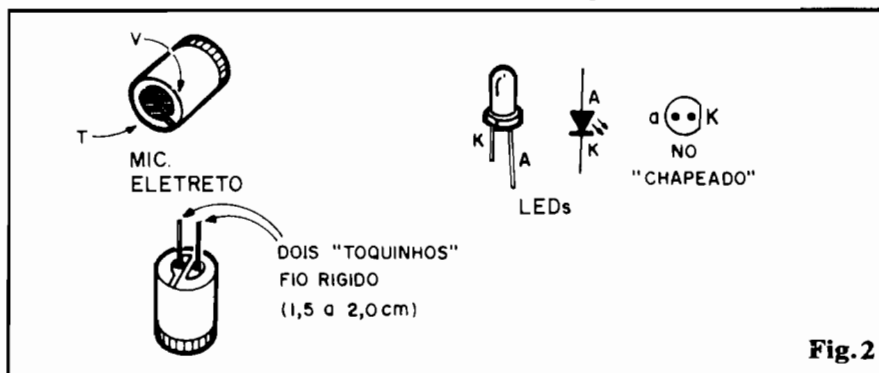 V
T
MIC.
ELETRETO
DOIS "TOQUINHOS"
FIO RIGIDO
(1,5 a 2,0cm)
K
A
LEDs
A
K
a
K
NO
"CHAPEADO"
Fig.2